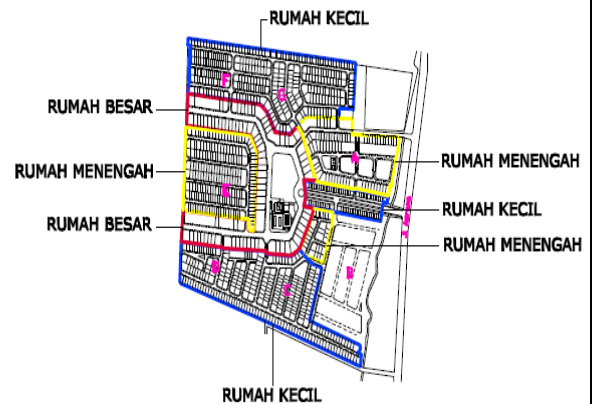 RUMAH KECIL
F
G
RUMAH BESAR
A
RUMAH MENENGAH
RUMAH MENENGAH
E
RUMAH KECIL
RUMAH BESAR
RUMAH MENENGAH
B
C
RUMAH KECIL